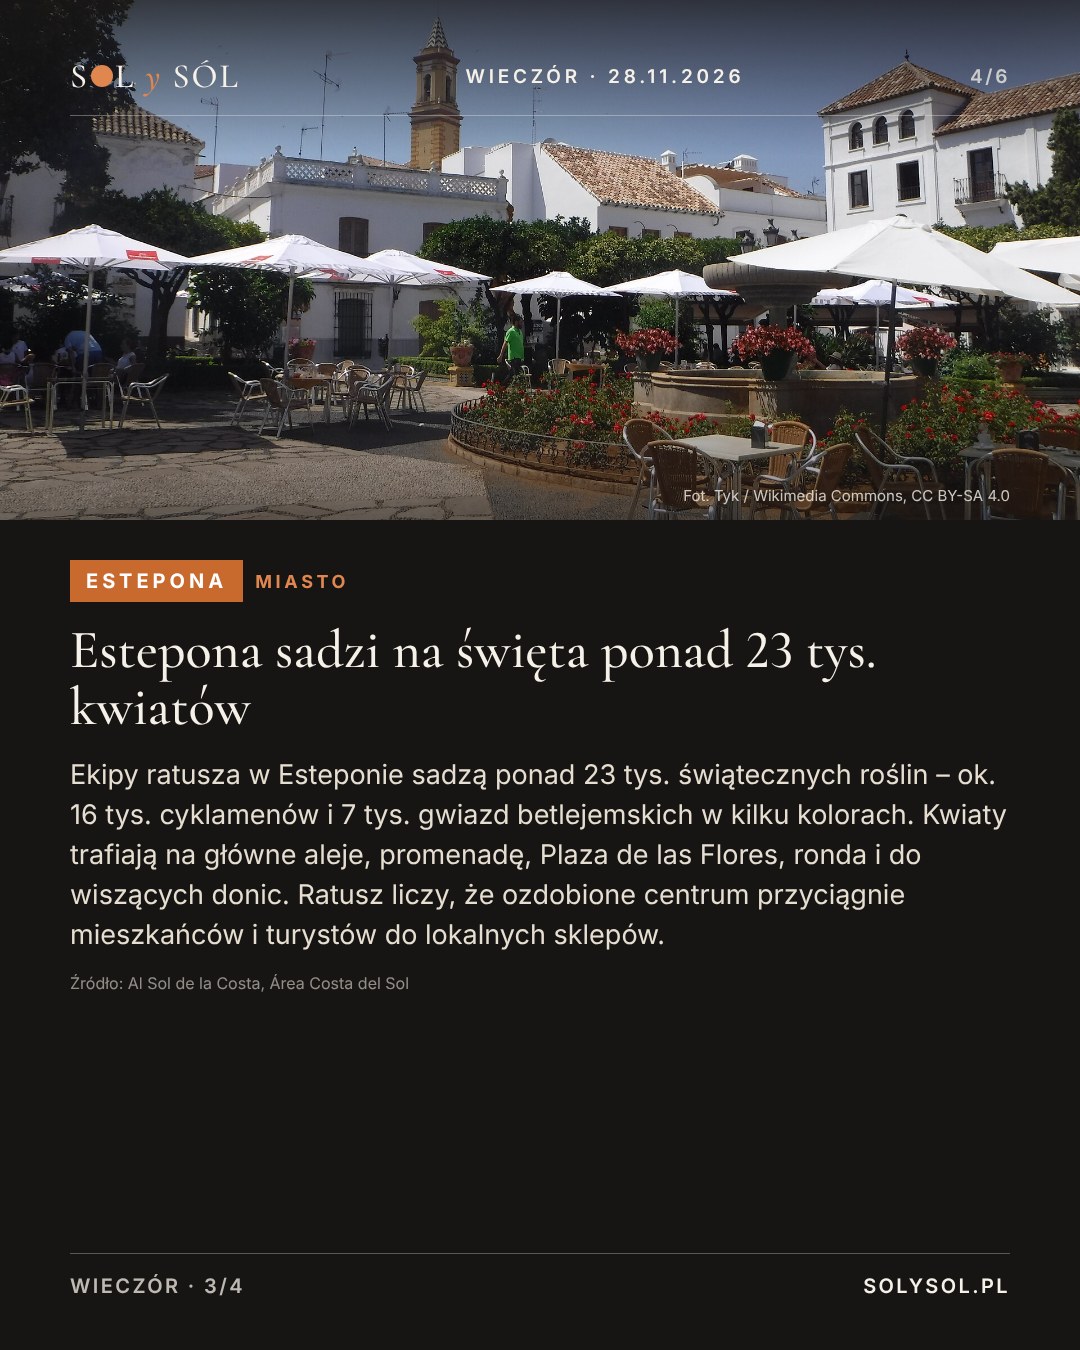 SOL y SÓL
WIECZÓR · 28.11.2026
4/6
Fot. Tyk / Wikimedia Commons, CC BY-SA 4.0
ESTEPONA
MIASTO
Estepona sadzi na święta ponad 23 tys.
kwiatów
Ekipy ratusza w Esteponie sadzą ponad 23 tys. świątecznych roślin – ok.
16 tys. cyklamenów i 7 tys. gwiazd betlejemskich w kilku kolorach. Kwiaty
trafiają na główne aleje, promenadę, Plaza de las Flores, ronda i do
wiszących donic. Ratusz liczy, że ozdobione centrum przyciągnie
mieszkańców i turystów do lokalnych sklepów.
Źródło: Al Sol de la Costa, Área Costa del Sol
WIECZÓR · 3/4
SOLYSOL.PL